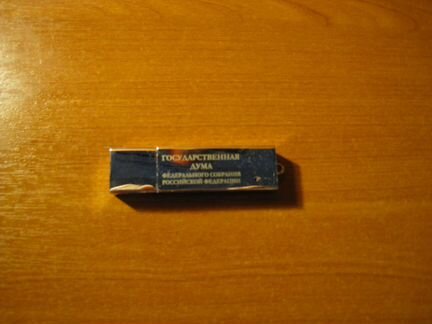 ГОСУДАРСТВЕННАЯ
ДУМА
ФЕДЕРАЛЬНОГО СОБРАНИЯ
РОССИЙСКОЙ ФЕДЕРАЦИИ